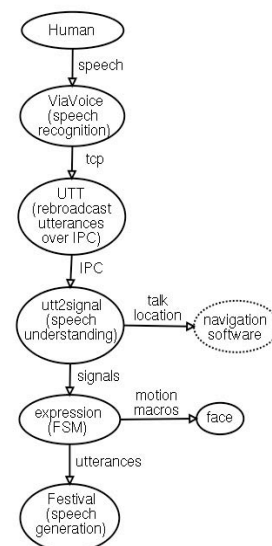 Human
speech
ViaVoice
(speech
recognition)
tcp
UTT
(rebroadcast
utterances
over IPC)
IPC
utt2signal
(speech
understanding)
talk
location
navigation
software
signals
expression
(FSM)
motion
macros
face
utterances
Festival
(speech
generation)